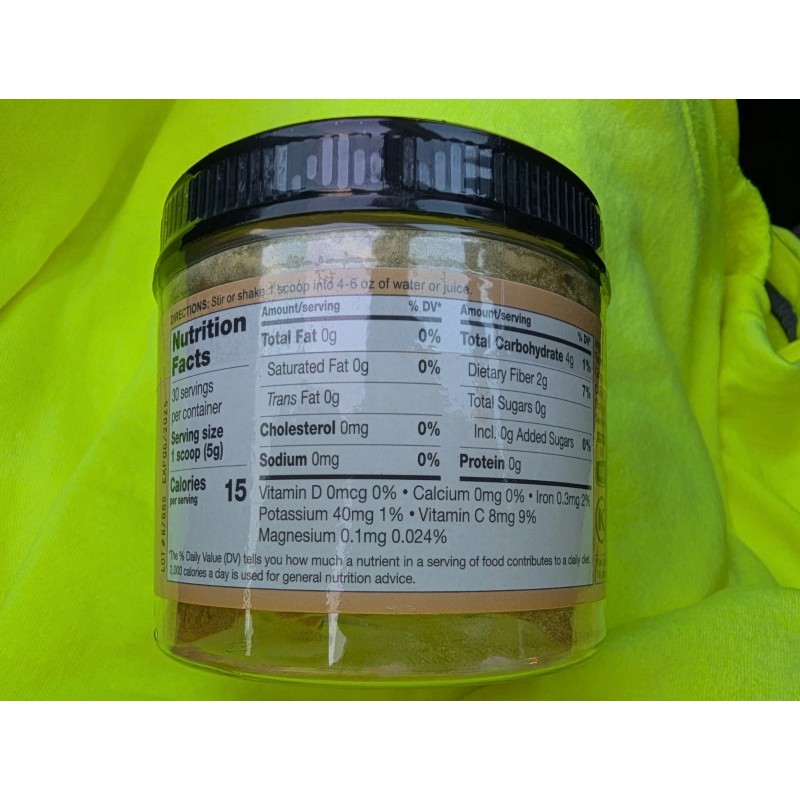 DIRECTIONS: Stir or shake 1 scoop into 4-6 oz of water or juice.
Nutrition
Facts
30 servings
per container
Serving size
1 scoop (5g)
Calories 15
per serving
Amount/serving % DV*
Total Fat 0g 0%
Saturated Fat 0g 0%
Trans Fat 0g
Cholesterol 0mg 0%
Sodium 0mg 0%
Amount/serving % DV*
Total Carbohydrate 4g 1%
Dietary Fiber 2g 7%
Total Sugars 0g
Incl. 0g Added Sugars 0%
Protein 0g
Vitamin D 0mcg 0% • Calcium 0mg 0% • Iron 0.3mg 2%
Potassium 40mg 1% • Vitamin C 8mg 9%
Magnesium 0.1mg 0.024%
*The % Daily Value (DV) tells you how much a nutrient in a serving of food contributes to a daily diet.
2,000 calories a day is used for general nutrition advice.